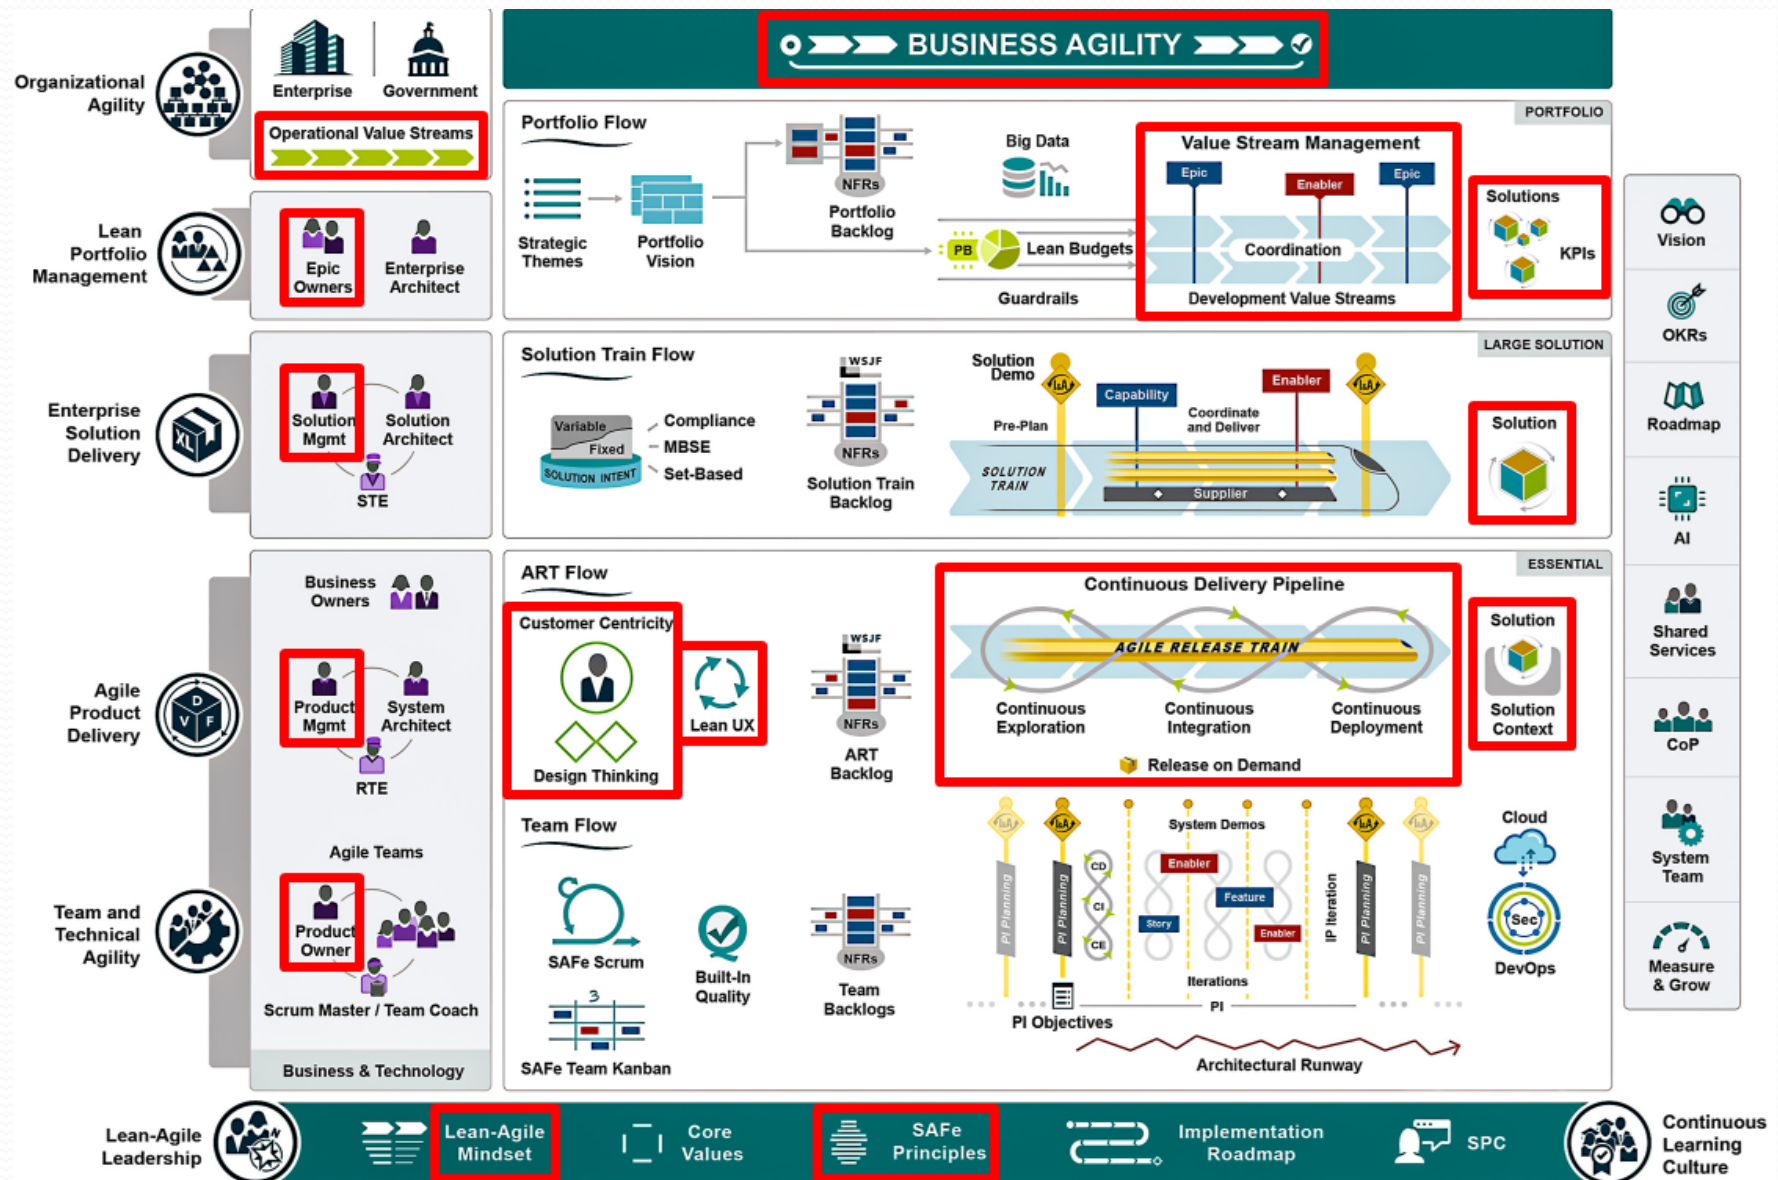 BUSINESS AGILITY
Organizational
Agility
Enterprise
Government
Operational Value Streams
PORTFOLIO
Portfolio Flow
Strategic
Themes
Portfolio
Vision
NFRs
Portfolio
Backlog
Big Data
PB
Lean Budgets
Guardrails
Value Stream Management
Epic
Enabler
Epic
Coordination
Development Value Streams
Solutions
KPIs
Lean
Portfolio
Management
Epic
Owners
Enterprise
Architect
LARGE SOLUTION
Enterprise
Solution
Delivery
XL
Solution
Mgmt
Solution
Architect
STE
Solution Train Flow
Variable
Fixed
SOLUTION INTENT
Compliance
MBSE
Set-Based
WSJF
NFRs
Solution Train
Backlog
Solution
Demo
I&A
I&A
Pre-Plan
Capability
Coordinate
and Deliver
Enabler
SOLUTION
TRAIN
Supplier
Solution
ESSENTIAL
Agile
Product
Delivery
D
V F
Business
Owners
Product
Mgmt
System
Architect
RTE
ART Flow
Customer Centricity
Design Thinking
Lean UX
WSJF
NFRs
ART
Backlog
Continuous Delivery Pipeline
AGILE RELEASE TRAIN
Continuous
Exploration
Continuous
Integration
Continuous
Deployment
Release on Demand
Solution
Solution
Context
Team and
Technical
Agility
Agile Teams
Product
Owner
Scrum Master / Team Coach
Business & Technology
Team Flow
SAFe Scrum
3
SAFe Team Kanban
Built-In
Quality
NFRs
Team
Backlogs
I&A
I&A
I&A
I&A
System Demos
PI Planning
PI Planning
CD
CI
CE
Enabler
Feature
Story
Enabler
IP Iteration
PI Planning
PI Planning
Iterations
PI
PI Objectives
Architectural Runway
Cloud
Sec
DevOps
Vision
OKRs
Roadmap
AI
Shared
Services
CoP
System
Team
Measure
& Grow
Lean-Agile
Leadership
N
Lean-Agile
Mindset
Core
Values
SAFe
Principles
Implementation
Roadmap
SPC
Continuous
Learning
Culture